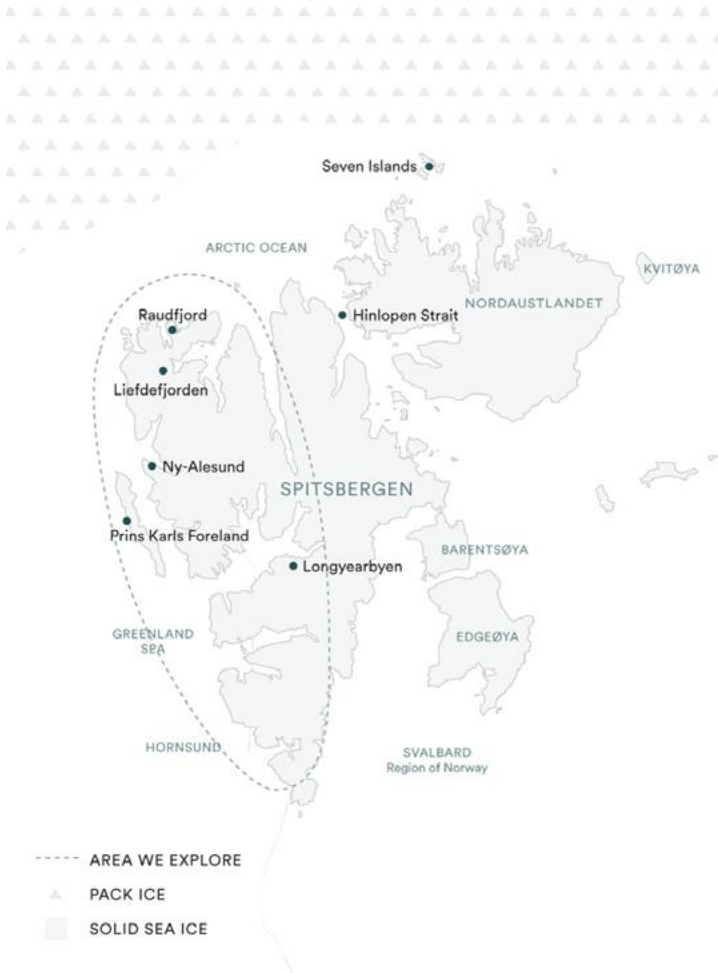 Seven Islands
ARCTIC OCEAN
KVITØYA
NORDAUSTLANDET
Raudfjord
Hinlopen Strait
Liefdefjorden
Ny-Alesund
SPITSBERGEN
Prins Karls Foreland
BARENTSØYA
Longyearbyen
GREENLAND
SPA
EDGEØYA
HORNSUND
SVALBARD
Region of Norway
AREA WE EXPLORE
PACK ICE
SOLID SEA ICE